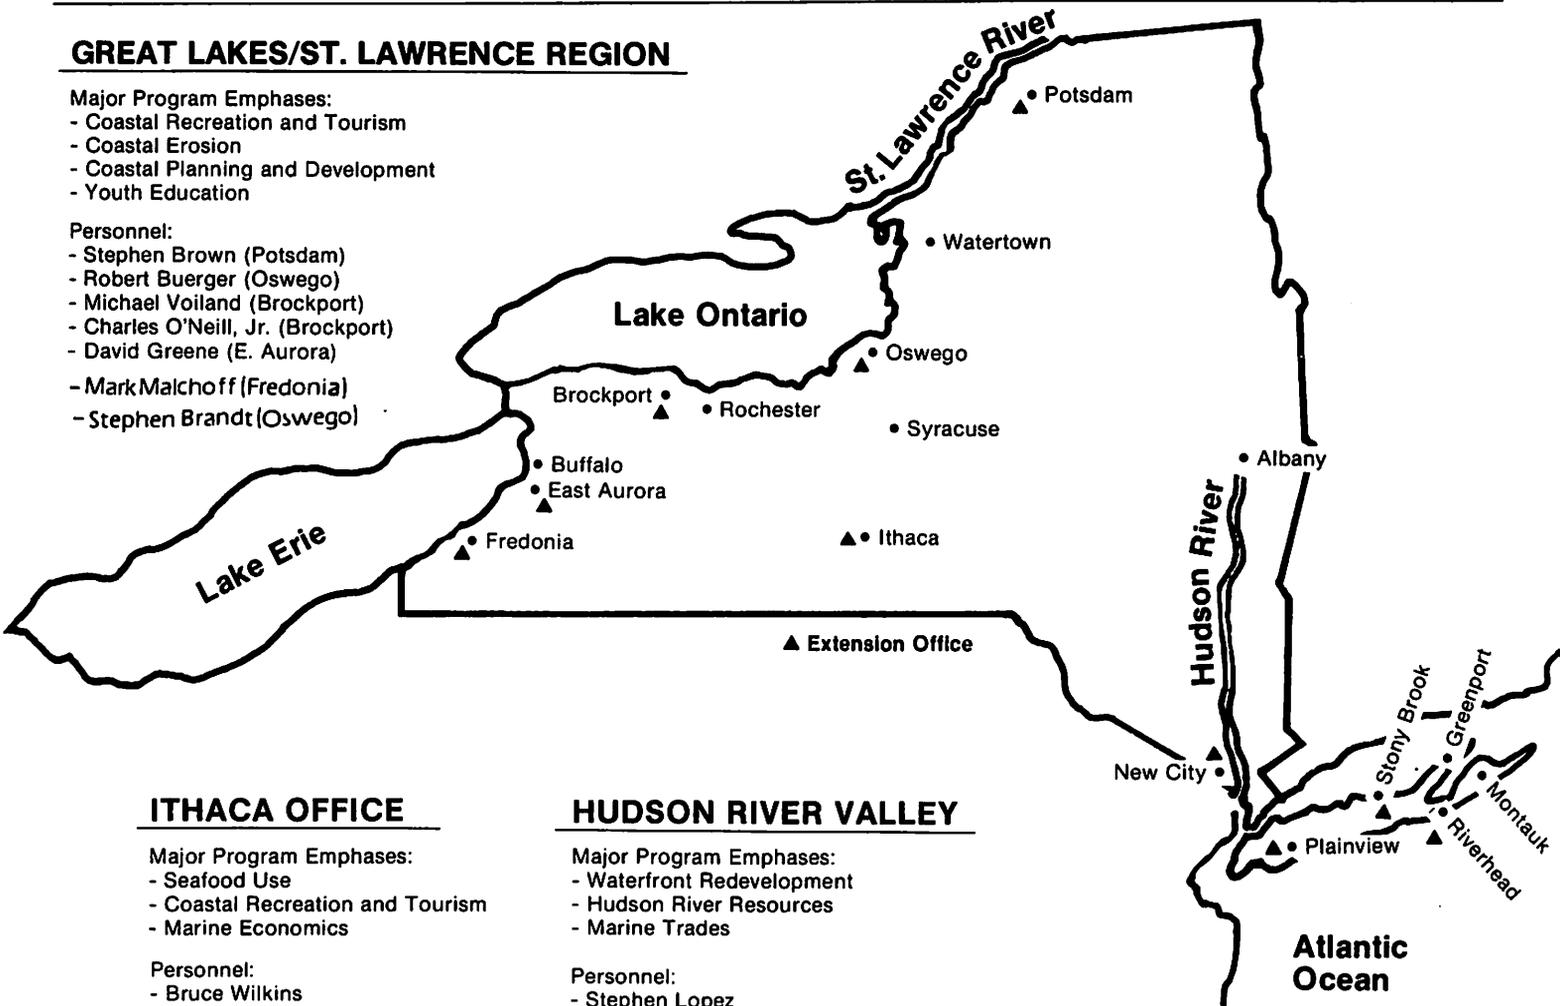 GREAT LAKES/ST. LAWRENCE REGION
Major Program Emphases:
- Coastal Recreation and Tourism
- Coastal Erosion
- Coastal Planning and Development
- Youth Education
Personnel:
- Stephen Brown (Potsdam)
- Robert Buerger (Oswego)
- Michael Voiland (Brockport)
- Charles O'Neill, Jr. (Brockport)
- David Greene (E. Aurora)
- Mark Malchoff (Fredonia)
- Stephen Brandt (Oswego)
St. Lawrence River
Potsdam
Watertown
Lake Ontario
Oswego
Brockport
Rochester
Syracuse
Buffalo
East Aurora
Albany
Lake Erie
Fredonia
Ithaca
Hudson River
Extension Office
New City
Stony Brook
Greenport
Montauk
Riverhead
Plainview
Atlantic
Ocean
ITHACA OFFICE
Major Program Emphases:
- Seafood Use
- Coastal Recreation and Tourism
- Marine Economics
Personnel:
- Bruce Wilkins
HUDSON RIVER VALLEY
Major Program Emphases:
- Waterfront Redevelopment
- Hudson River Resources
- Marine Trades
Personnel:
- Stephen Lopez